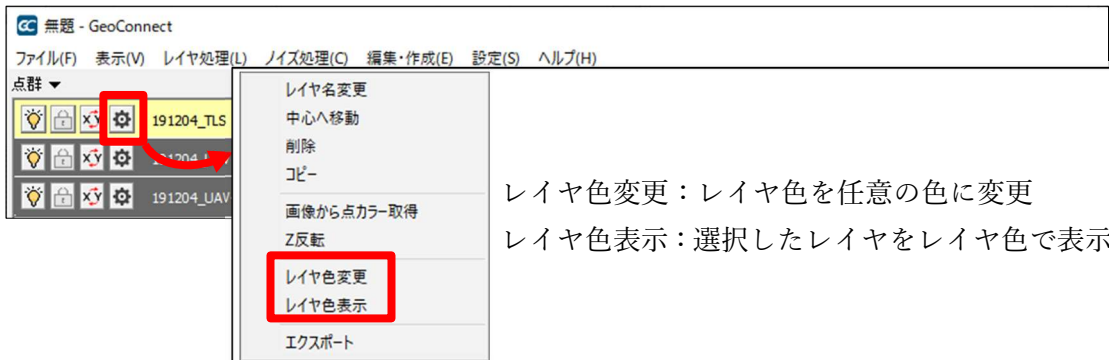 GC 無題 - GeoConnect
ファイル(F) 表示(V) レイヤ処理(L) ノイズ処理(C) 編集・作成(E) 設定(S) ヘルプ(H)
点群 ▼
XY 191204_TLS
XY
XY 191204_UAV
レイヤ名変更
中心へ移動
削除
コピー
画像から点カラー取得
Z反転
レイヤ色変更
レイヤ色表示
エクスポート
レイヤ色変更：レイヤ色を任意の色に変更
レイヤ色表示：選択したレイヤをレイヤ色で表示